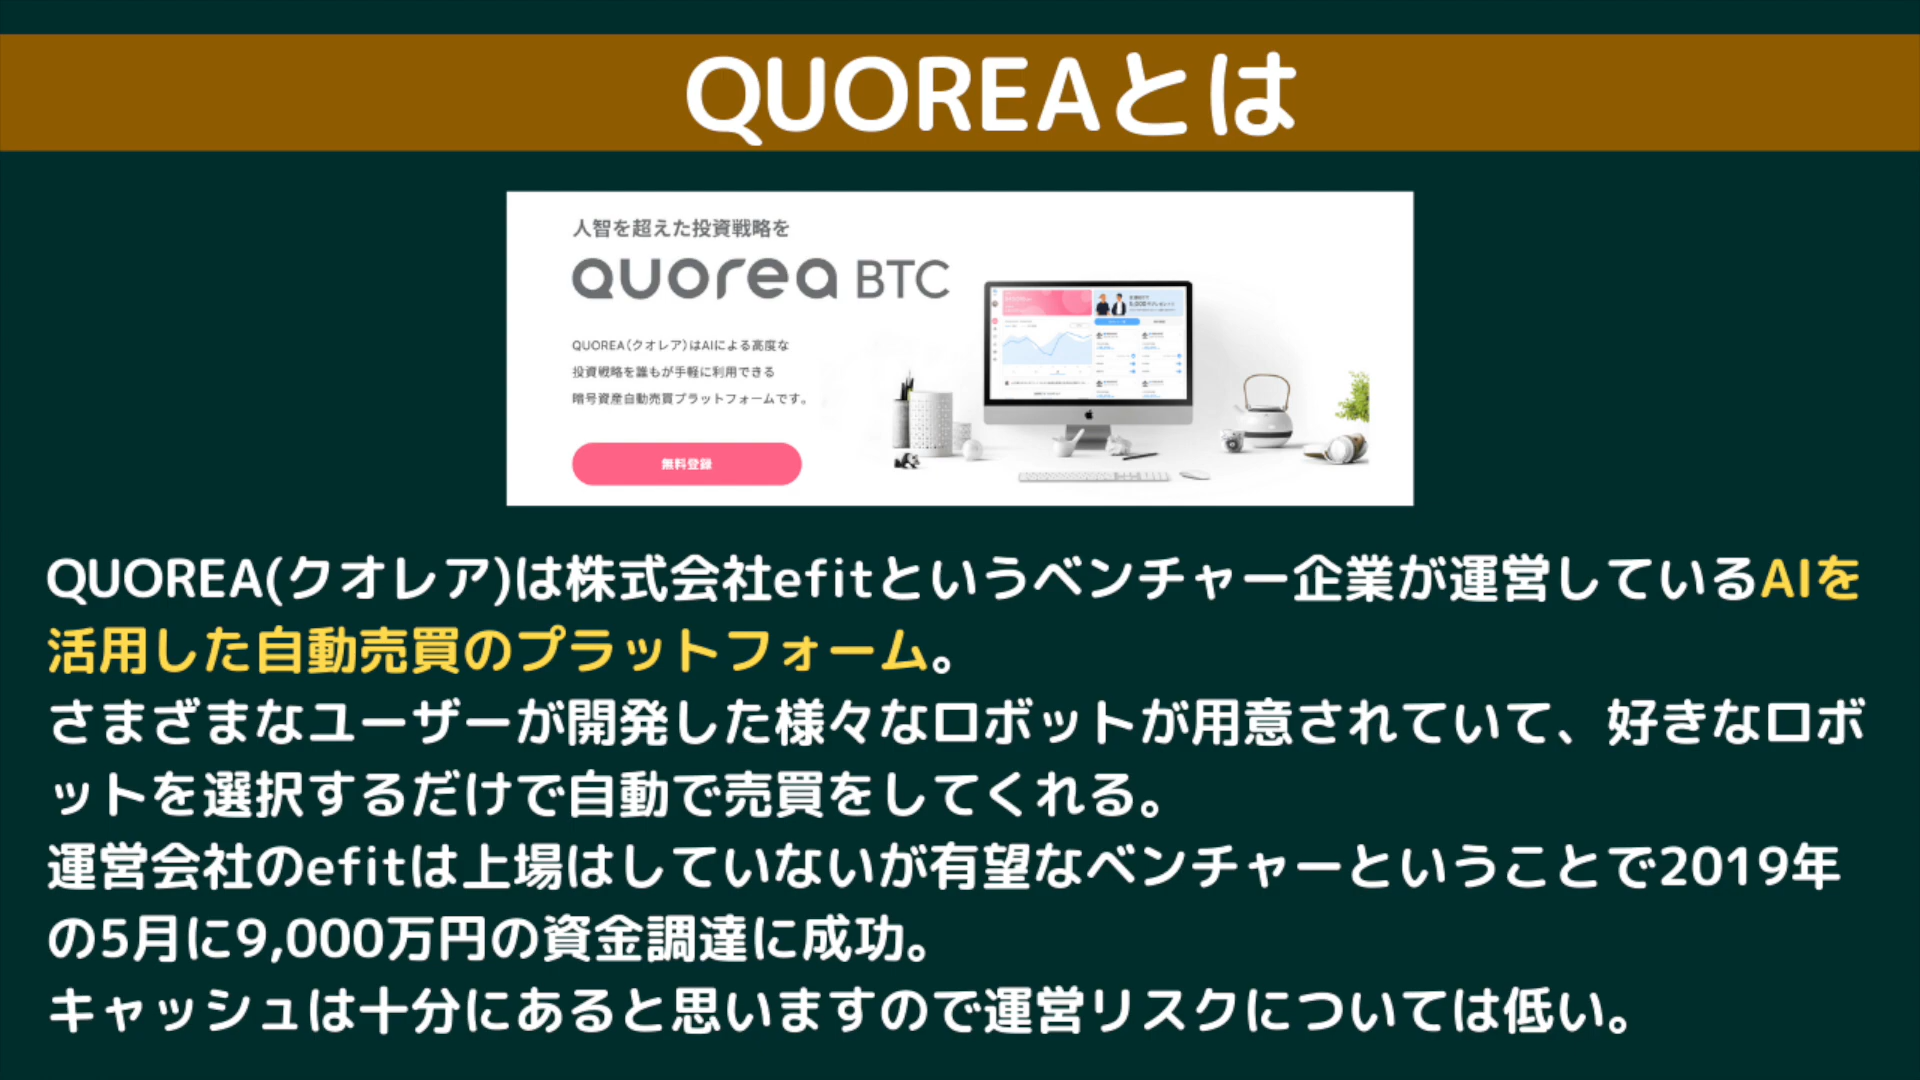 QUOREAとは
人智を超えた投資戦略を
quorea BTC
QUOREA(クオレア)はAIによる高度な
投資戦略を誰もが手軽に利用できる
暗号資産自動売買プラットフォームです。
無料登録
QUOREA(クオレア)は株式会社efitというベンチャー企業が運営しているAIを
活用した自動売買のプラットフォーム。
さまざまなユーザーが開発した様々なロボットが用意されていて、好きなロボ
ットを選択するだけで自動で売買をしてくれる。
運営会社のefitは上場はしていないが有望なベンチャーということで2019年
の5月に9,000万円の資金調達に成功。
キャッシュは十分にあると思いますので運営リスクについては低い。